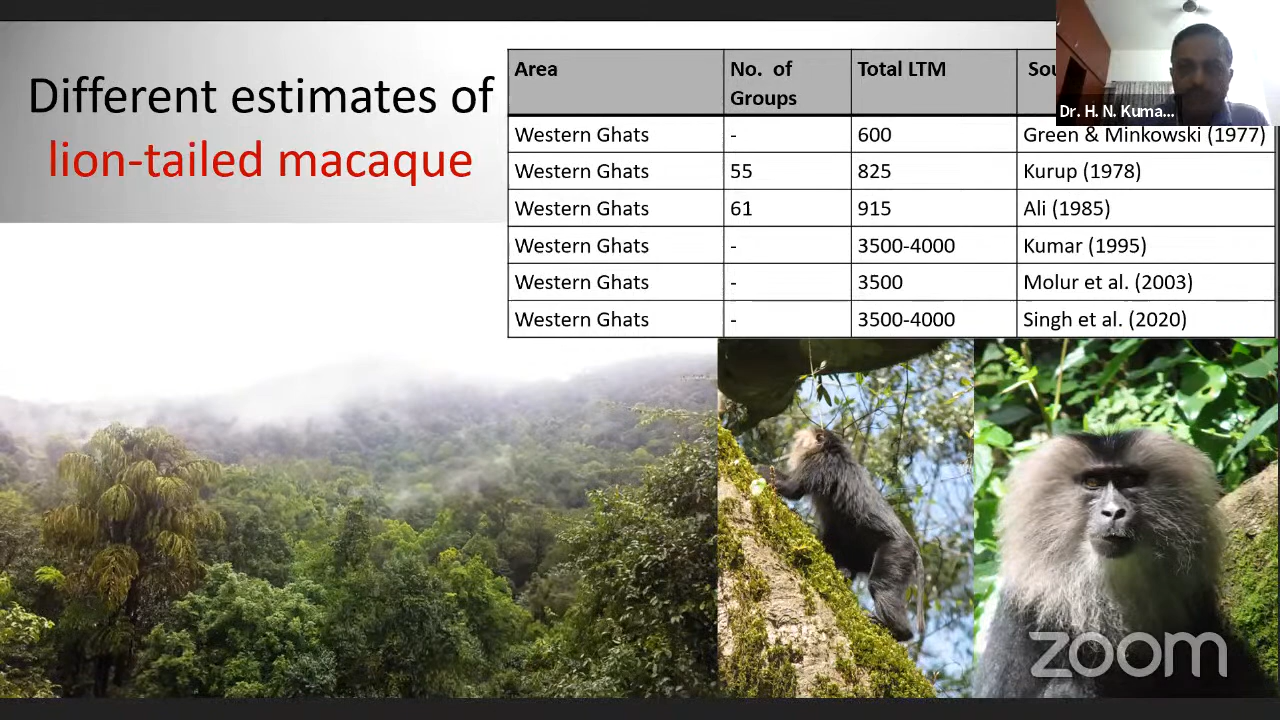 Different estimates of
lion-tailed macaque
Area No. of Groups Total LTM
Western Ghats - 600 Green & Minkowski (1977)
Western Ghats 55 825 Kurup (1978)
Western Ghats 61 915 Ali (1985)
Western Ghats - 3500-4000 Kumar (1995)
Western Ghats - 3500 Molur et al. (2003)
Western Ghats - 3500-4000 Singh et al. (2020)
Dr. H. N. Kuma...
zoom